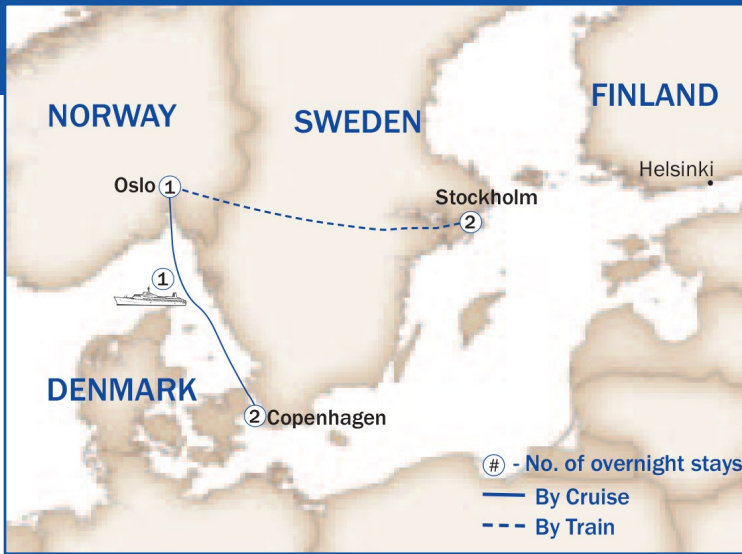 NORWAY
SWEDEN
FINLAND
Helsinki
Oslo 1
Stockholm
2
1
DENMARK
2 Copenhagen
# - No. of overnight stays
By Cruise
By Train